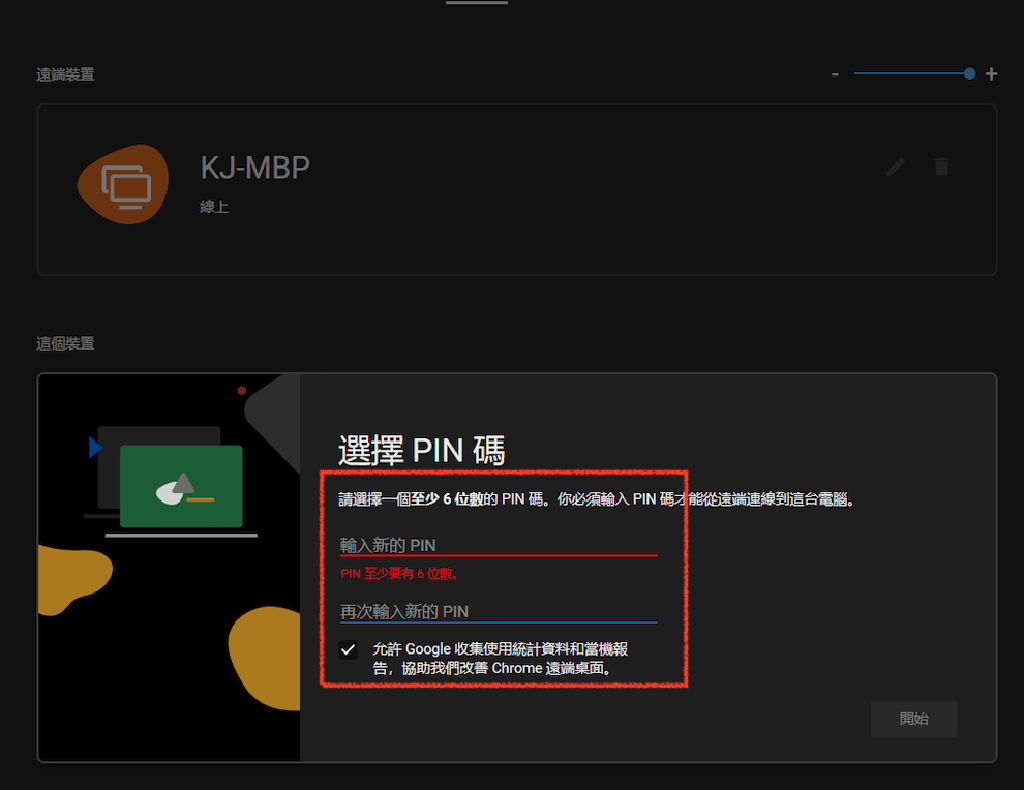 遠端裝置
- +
KJ-MBP
線上
這個裝置
選擇 PIN 碼
請選擇一個至少 6 位數的 PIN 碼。你必須輸入 PIN 碼才能從遠端連線到這台電腦。
輸入新的 PIN
PIN 至少要有 6 位數。
再次輸入新的 PIN
允許 Google 收集使用統計資料和當機報
告，協助我們改善 Chrome 遠端桌面。
開始